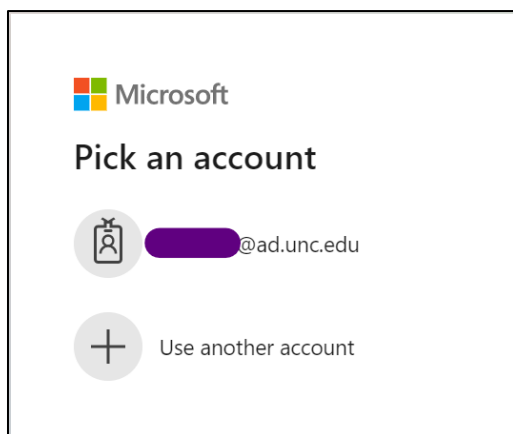 Microsoft
Pick an account
@ad.unc.edu
Use another account